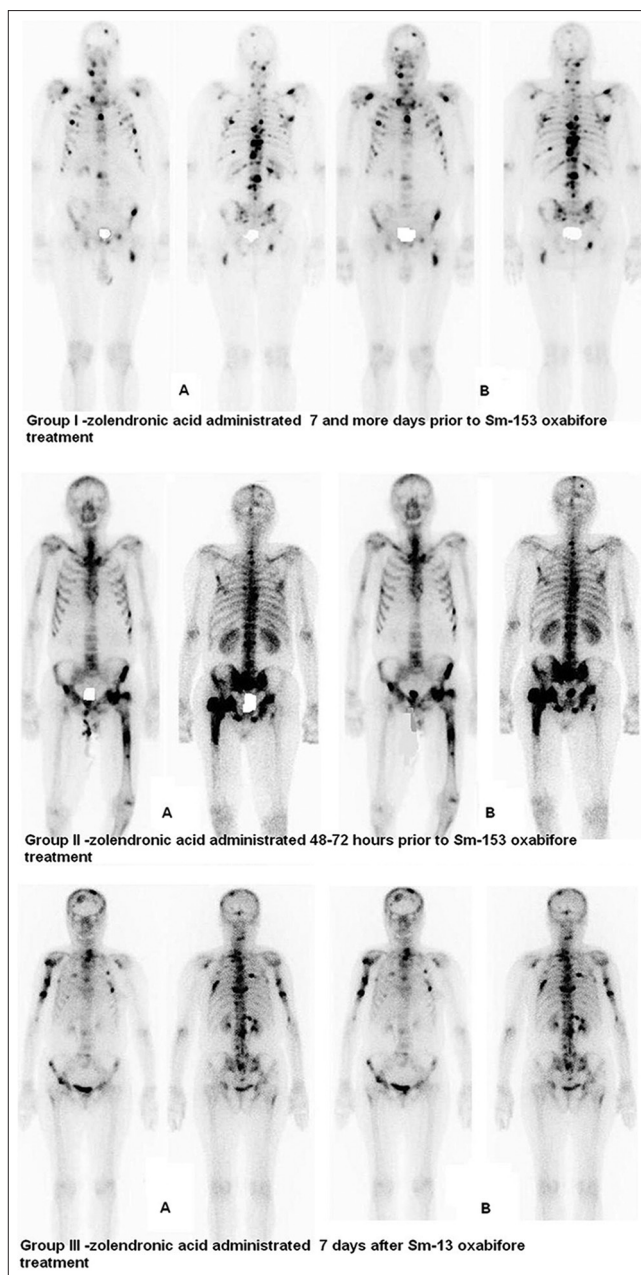 A
B
Group I -zolendronic acid administrated 7 and more days prior to Sm-153 oxabifore
treatment
A
B
Group II -zolendronic acid administrated 48-72 hours prior to Sm-153 oxabifore
treatment
A
B
Group III -zolendronic acid administrated 7 days after Sm-13 oxabifore
treatment